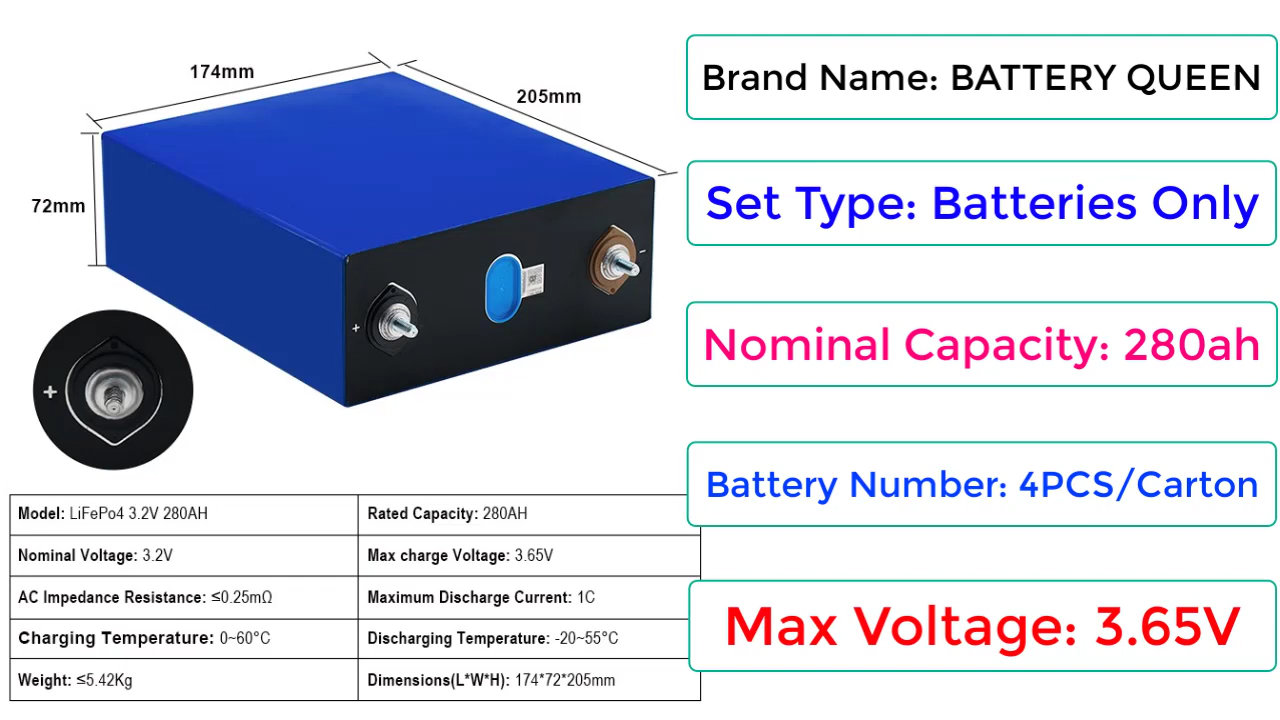 174mm
205mm
72mm
+
-
+
Brand Name: BATTERY QUEEN
Set Type: Batteries Only
Nominal Capacity: 280ah
Battery Number: 4PCS/Carton
Max Voltage: 3.65V
Model: LiFePo4 3.2V 280AH
Rated Capacity: 280AH
Nominal Voltage: 3.2V
Max charge Voltage: 3.65V
AC Impedance Resistance: ≤0.25mΩ
Maximum Discharge Current: 1C
Charging Temperature: 0~60°C
Discharging Temperature: -20~55°C
Weight: ≤5.42Kg
Dimensions(L*W*H): 174*72*205mm